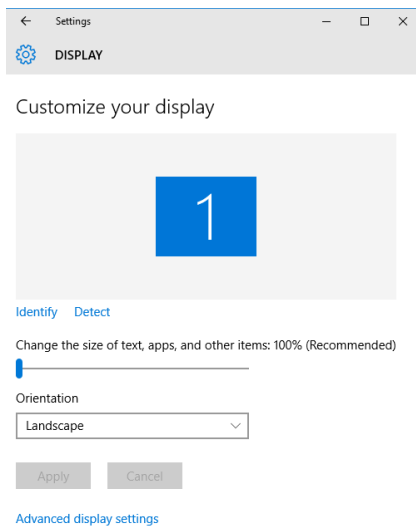 Settings
DISPLAY
Customize your display
1
Identify Detect
Change the size of text, apps, and other items: 100% (Recommended)
Orientation
Landscape
Apply Cancel
Advanced display settings